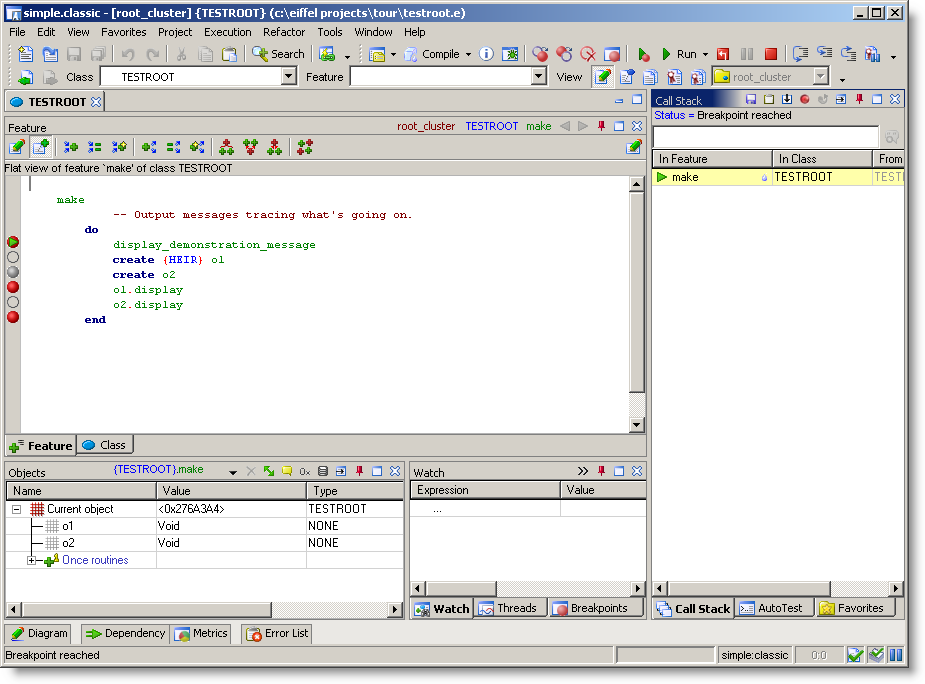 simple.classic - [root_cluster] {TESTROOT} (c:\eiffel projects\tour\testroot.e)
File Edit View Favorites Project Execution Refactor Tools Window Help
Search Compile Run
Class TESTROOT Feature View root_cluster
TESTROOT
Feature root_cluster TESTROOT make
Flat view of feature `make' of class TESTROOT
make
-- Output messages tracing what's going on.
do
display_demonstration_message
create {HEIR} o1
create o2
o1.display
o2.display
end
Feature Class
Call Stack
Status = Breakpoint reached
In Feature In Class From
make TESTROOT TEST
Objects {TESTROOT}.make 0x
Name Value Type
Current object <0x276A3A4> TESTROOT
o1 Void NONE
o2 Void NONE
Once routines
Watch
Expression Value
...
Watch Threads Breakpoints
Call Stack AutoTest Favorites
Diagram Dependency Metrics Error List
Breakpoint reached simple:classic 0:0